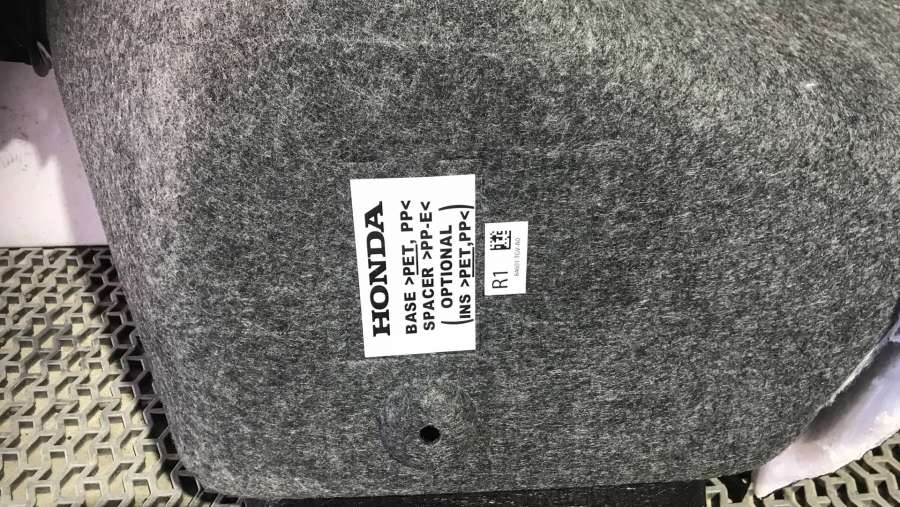 HONDA
BASE >PET, PP<
SPACER >PP-E<
OPTIONAL
(INS >PET,PP<)
R1